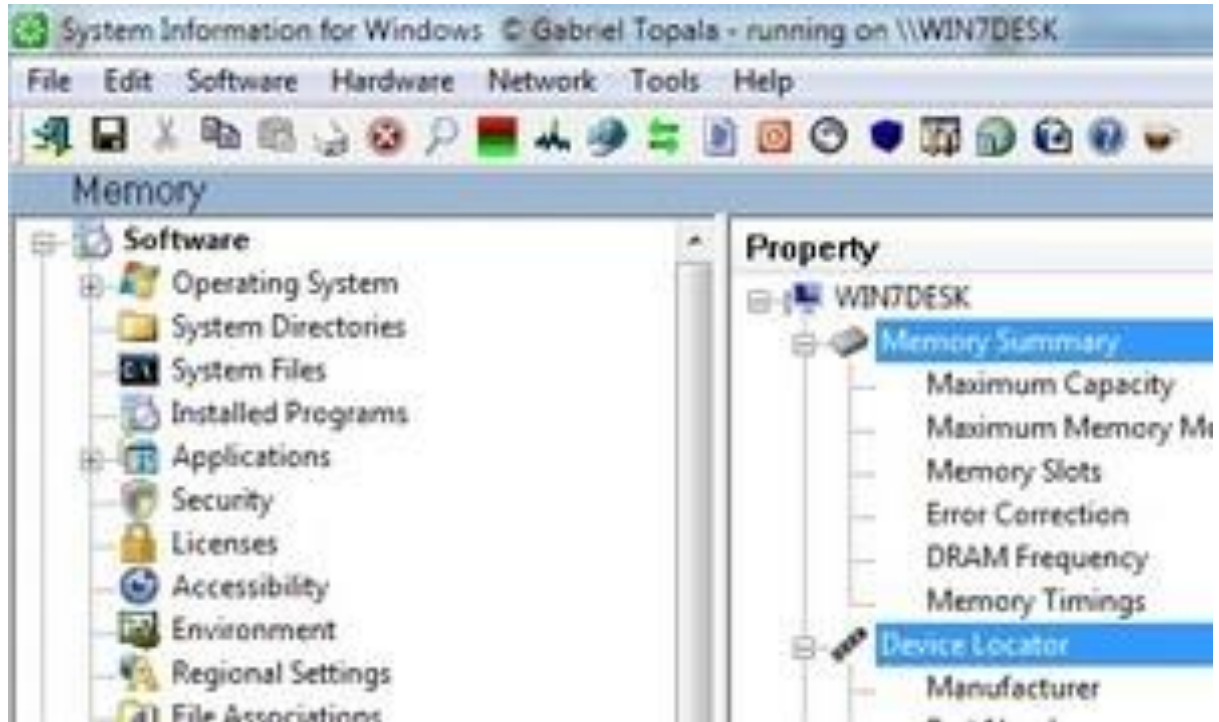 System Information for Windows © Gabriel Topala - running on \\WIN7DESK
File Edit Software Hardware Network Tools Help
Memory
Software
Operating System
System Directories
System Files
Installed Programs
Applications
Security
Licenses
Accessibility
Environment
Regional Settings
File Associations
Property
WIN7DESK
Memory Summary
Maximum Capacity
Maximum Memory Me
Memory Slots
Error Correction
DRAM Frequency
Memory Timings
Device Locator
Manufacturer